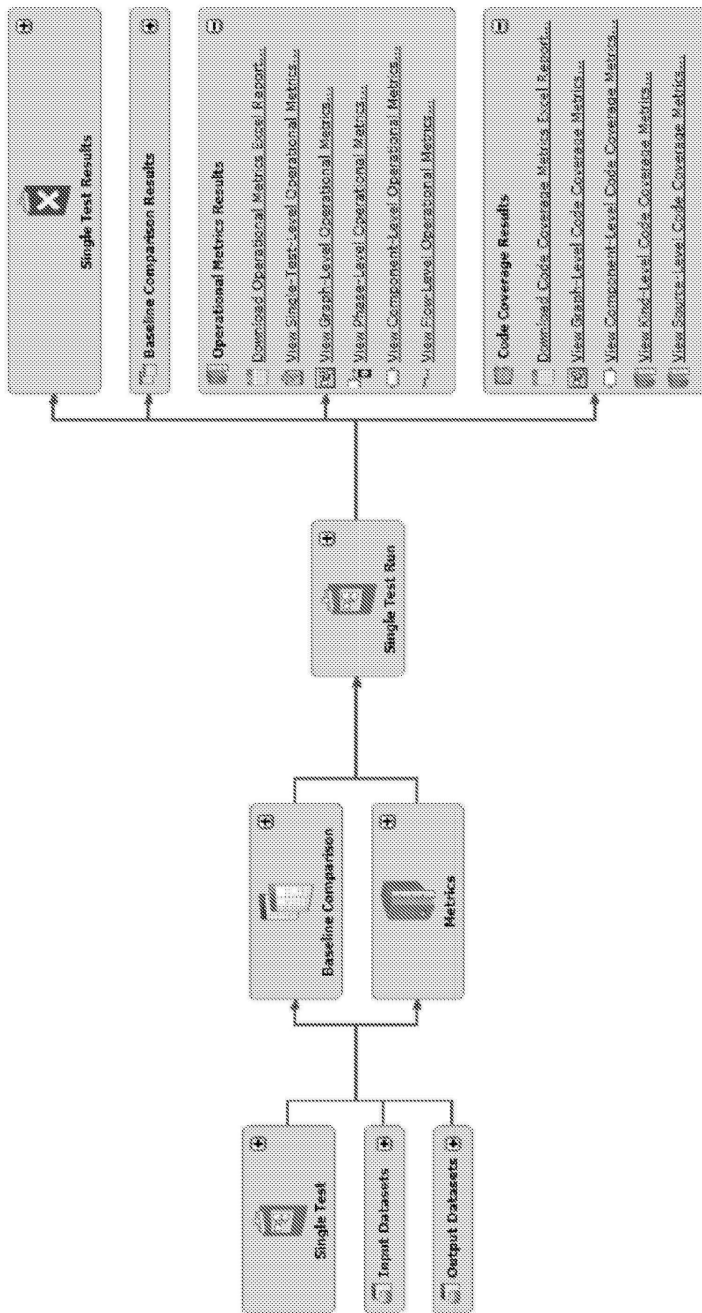 Single Test
Input Datasets
Output Datasets
Baseline Comparison
Metrics
Single Test Run
Single Test Results
Baseline Comparison Results
Operational Metrics Results
Download Operational Metrics Excel Report...
View Single-Test-Level Operational Metrics...
View Graph-Level Operational Metrics...
View Phase-Level Operational Metrics...
View Component-Level Operational Metrics...
View Flow-Level Operational Metrics...
Code Coverage Results
Download Code Coverage Metrics Excel Report...
View Graph-Level Code Coverage Metrics...
View Component-Level Code Coverage Metrics...
View Kind-Level Code Coverage Metrics...
View Source-Level Code Coverage Metrics...